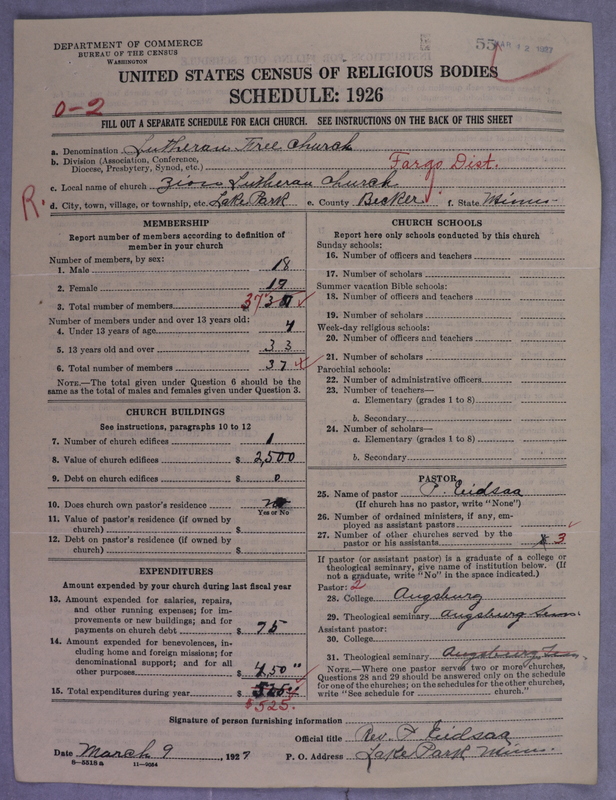 DEPARTMENT OF COMMERCE
BUREAU OF THE CENSUS
WASHINGTON
55 MAR 12 1927
UNITED STATES CENSUS OF RELIGIOUS BODIES
SCHEDULE: 1926
0-2
FILL OUT A SEPARATE SCHEDULE FOR EACH CHURCH. SEE INSTRUCTIONS ON THE BACK OF THIS SHEET
a. Denomination Lutheran Free Church
b. Division (Association, Conference, Diocese, Presbytery, Synod, etc.) Fargo Dist.
c. Local name of church Zion Lutheran Church
R. d. City, town, village, or township, etc. Lake Park e. County Becker f. State Minn.
MEMBERSHIP
Report number of members according to definition of
member in your church
Number of members, by sex:
1. Male 18
2. Female 19
3. Total number of members 37
Number of members under and over 13 years old:
4. Under 13 years of age 4
5. 13 years old and over 33
6. Total number of members 37
NOTE.—The total given under Question 6 should be
same as the total of males and females given under Question 3.
CHURCH BUILDINGS
See instructions, paragraphs 10 to 12
7. Number of church edifices 1
8. Value of church edifices $ 2,500
9. Debt on church edifices $ 0
10. Does church own pastor's residence no
Yes or No
11. Value of pastor's residence (if owned by
church) $
12. Debt on pastor's residence (if owned by
church) $
EXPENDITURES
Amount expended by your church during last fiscal year
13. Amount expended for salaries, repairs,
and other running expenses; for im-
provements or new buildings; and for
payments on church debt $ 75
14. Amount expended for benevolences, in-
cluding home and foreign missions; for
denominational support; and for all
other purposes $ 450
15. Total expenditures during year $ 525
$525.
CHURCH SCHOOLS
Report here only schools conducted by this church
Sunday schools:
16. Number of officers and teachers
17. Number of scholars
Summer vacation Bible schools:
18. Number of officers and teachers
19. Number of scholars
Week-day religious schools:
20. Number of officers and teachers
21. Number of scholars
Parochial schools:
22. Number of administrative officers
23. Number of teachers—
a. Elementary (grades 1 to 8)
b. Secondary
24. Number of scholars—
a. Elementary (grades 1 to 8)
b. Secondary
PASTOR
25. Name of pastor P. Eidsaa
(If church has no pastor, write "None")
26. Number of ordained ministers, if any, em-
ployed as assistant pastors
27. Number of other churches served by the
pastor or his assistants 3
If pastor (or assistant pastor) is a graduate of a college or
theological seminary, give name of institution below. (If
not a graduate, write "No" in the space indicated.)
Pastor: 2
28. College Augsburg
29. Theological seminary Augsburg Sem.
Assistant pastor:
30. College
31. Theological seminary Augsburg Sem.
NOTE.—Where one pastor serves two or more churches,
Questions 28 and 29 should be answered only on the schedule
for one of the churches; on the schedules for the other churches,
write "See schedule for church."
Signature of person furnishing information
Official title Rev. P. Eidsaa
Date March 9, 1927 P. O. Address Lake Park Minn.
8—5518a 11—9084